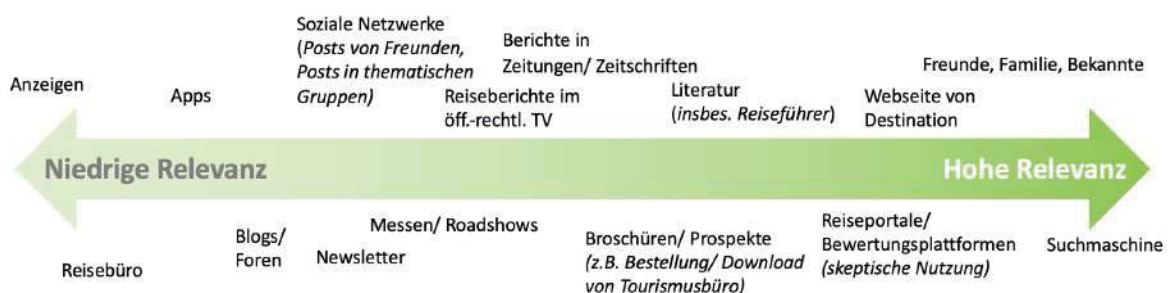 Anzeigen
Apps
Soziale Netzwerke
(Posts von Freunden,
Posts in thematischen
Gruppen)
Berichte in
Zeitungen/ Zeitschriften
Reiseberichte im
öff.-rechtl. TV
Literatur
(insbes. Reiseführer)
Freunde, Familie, Bekannte
Webseite von
Destination
Niedrige Relevanz
Hohe Relevanz
Reisebüro
Blogs/
Foren
Newsletter
Messen/ Roadshows
Broschüren/ Prospekte
(z.B. Bestellung/ Download
von Tourismusbüro)
Reiseportale/
Bewertungsplattformen
(skeptische Nutzung)
Suchmaschine